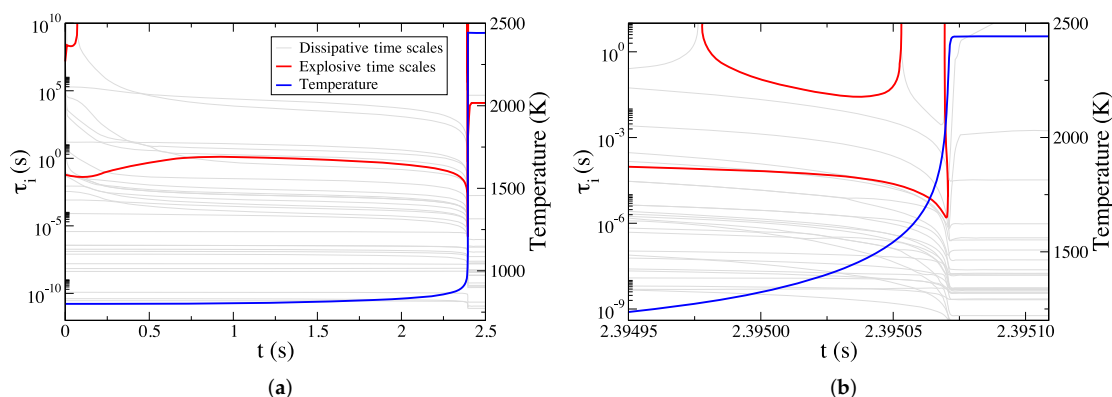 10^10
10^5
10^0
10^-5
10^-10
τ_i (s)
0
0.5
1
1.5
2
2.5
t (s)
2500
2000
1500
1000
Temperature (K)
Dissipative time scales
Explosive time scales
Temperature
(a)
10^0
10^-3
10^-6
10^-9
τ_i (s)
2.39495
2.39500
2.39505
2.39510
t (s)
2500
2000
1500
Temperature (K)
(b)